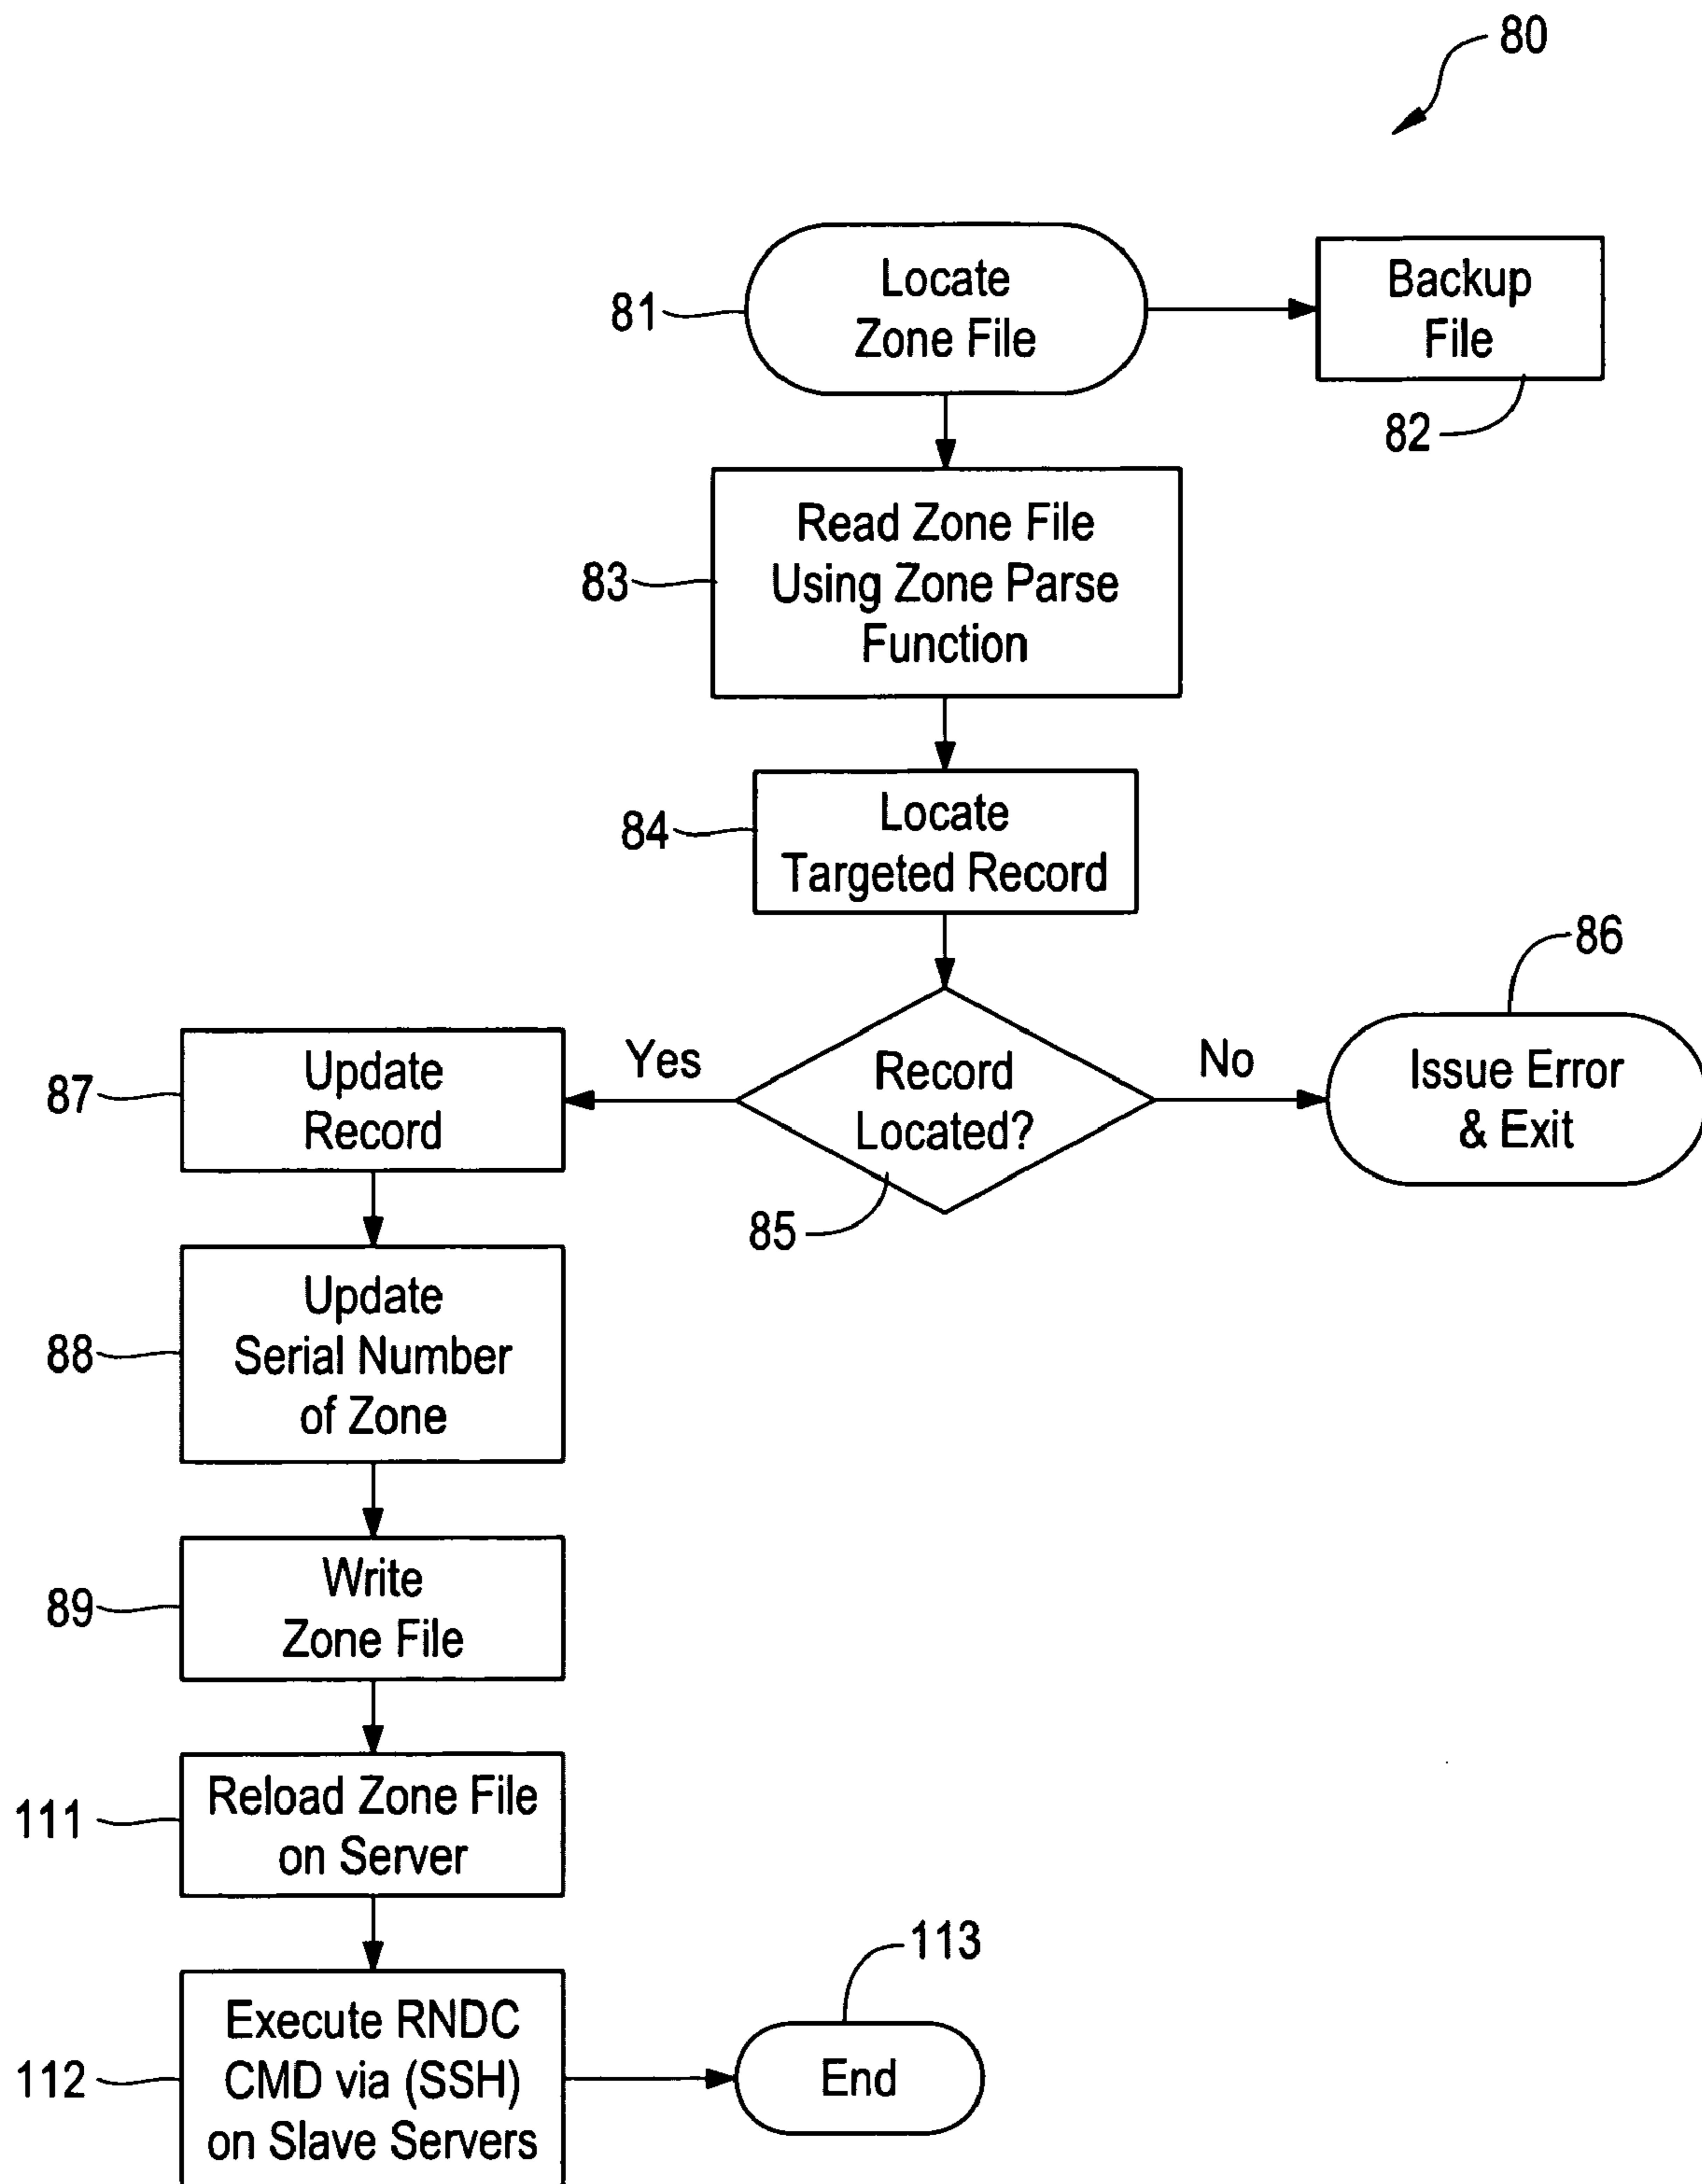 80
Locate
Zone File
81
Backup
File
82
Read Zone File
Using Zone Parse
Function
83
Locate
Targeted Record
84
Record
Located?
85
Yes
No
Issue Error
& Exit
86
Update
Record
87
Update
Serial Number
of Zone
88
Write
Zone File
89
Reload Zone File
on Server
111
Execute RNDC
CMD via (SSH)
on Slave Servers
112
End
113